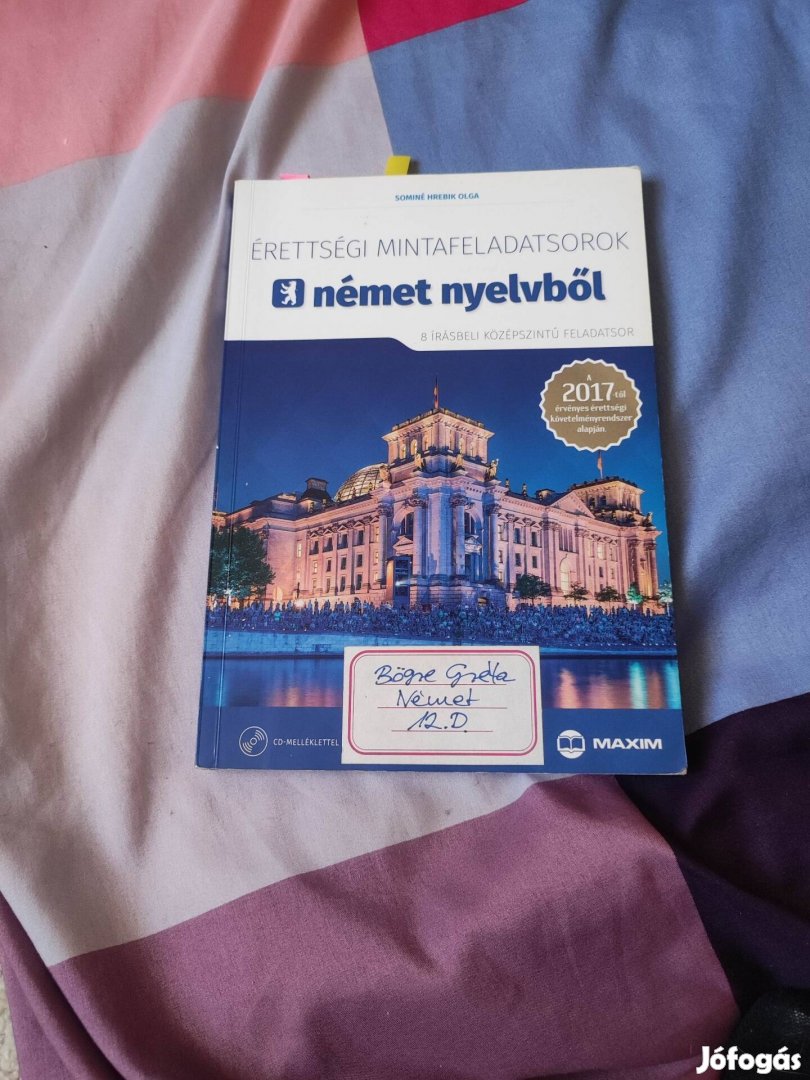 SOMINÉ HREBIK OLGA
ÉRETTSÉGI MINTAFELADATSOROK
német nyelvből
8 ÍRÁSBELI KÖZÉPSZINTŰ FELADATSOR
A
2017-től
érvényes érettségi
követelményrendszer
alapján.
Bögre Gréta
Német
12.D.
CD-MELLÉKLETTEL
MAXIM
Jófogás